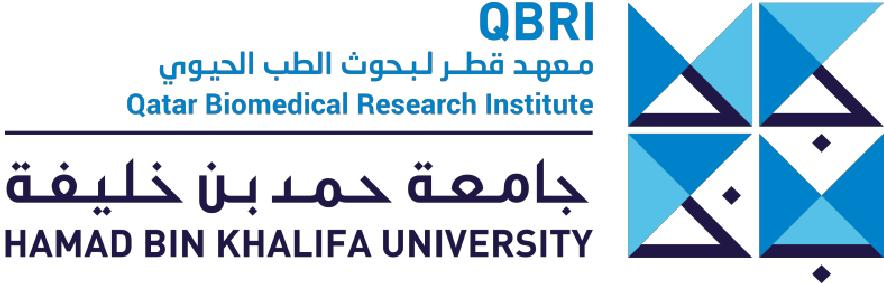 QBRI
معهد قطر لبحوث الطب الحيوي
Qatar Biomedical Research Institute
جامعة حمد بن خليفة
HAMAD BIN KHALIFA UNIVERSITY